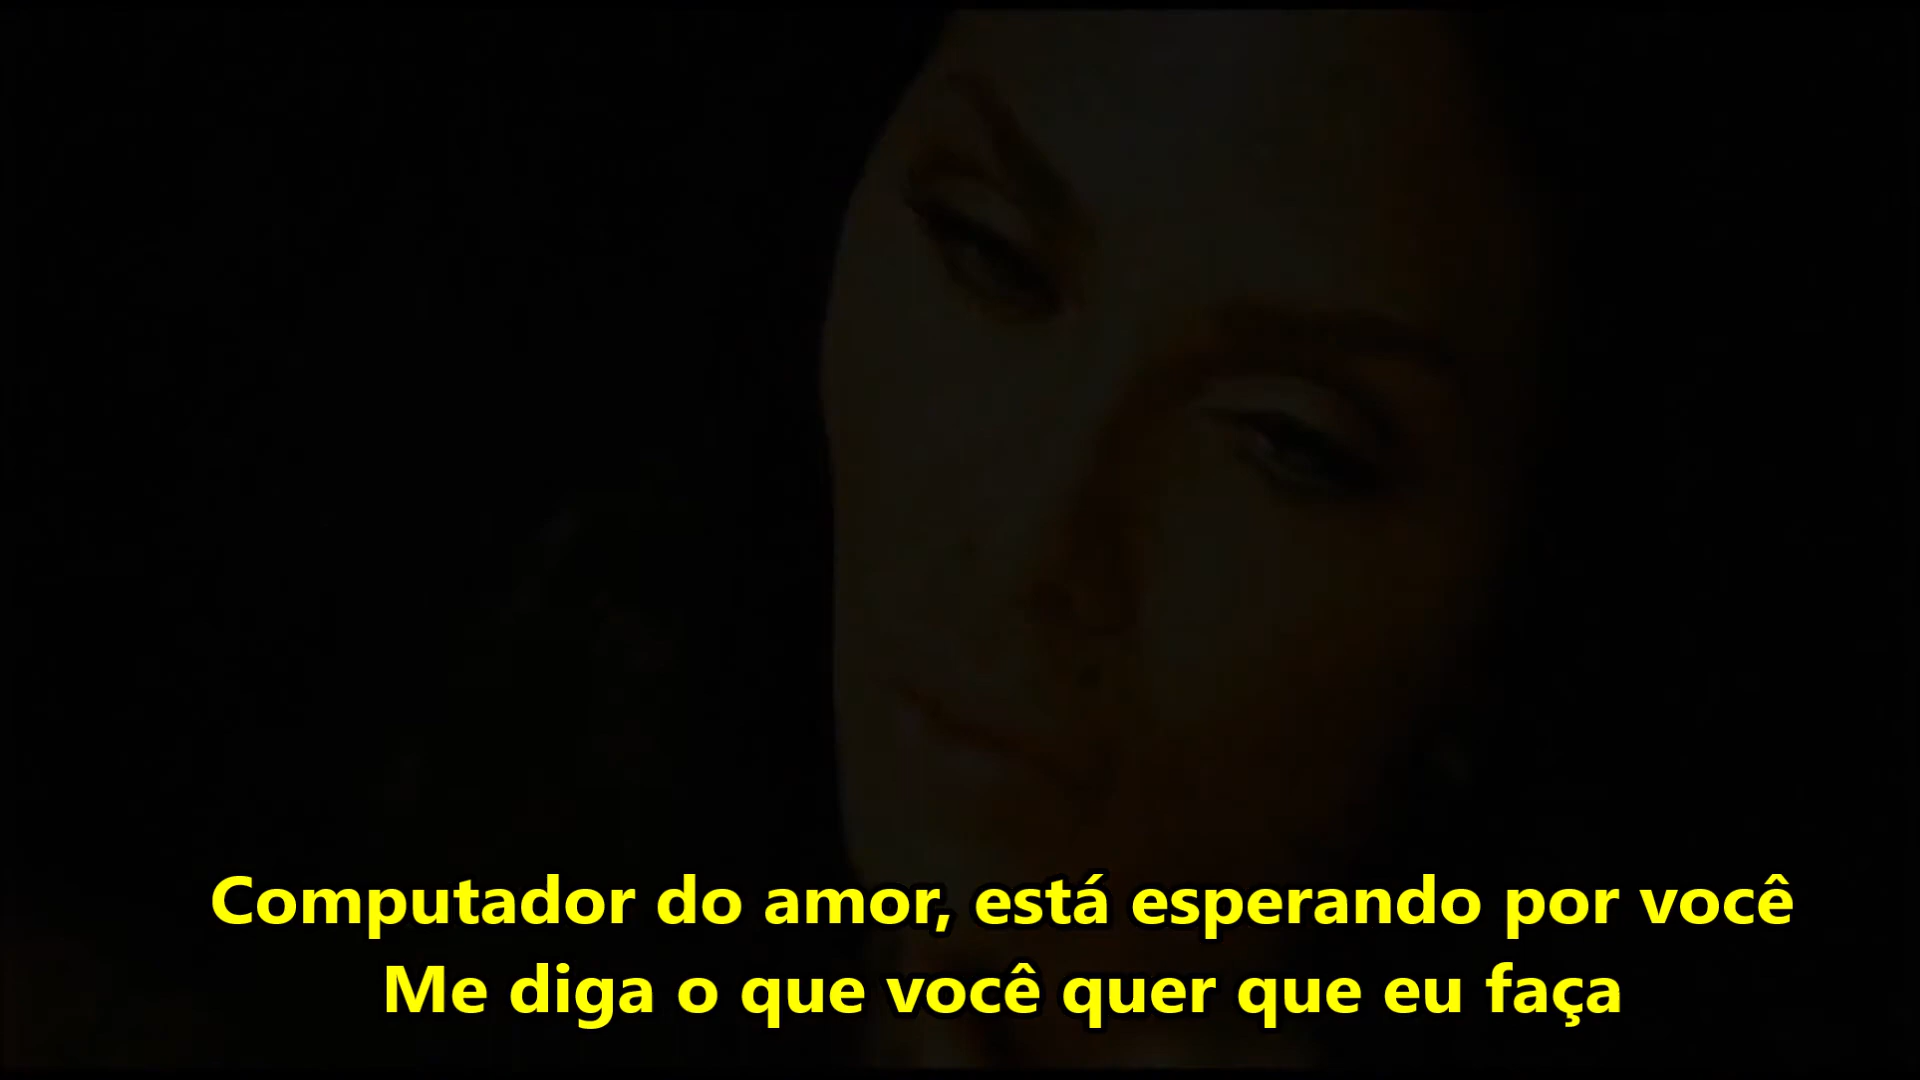 Computador do amor, está esperando por você
Me diga o que você quer que eu faça